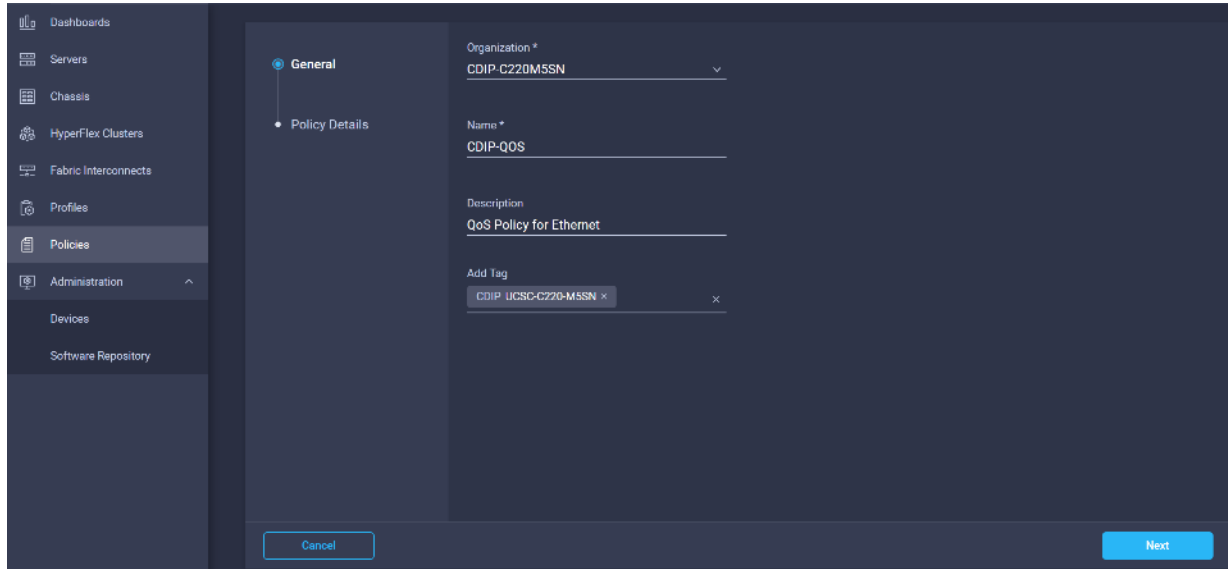 Dashboards
Servers
Chassis
HyperFlex Clusters
Fabric Interconnects
Profiles
Policies
Administration
Devices
Software Repository
General
Policy Details
Organization *
CDIP-C220M5SN
Name *
CDIP-QOS
Description
QoS Policy for Ethernet
Add Tag
CDIP UCSC-C220-M5SN ×
Cancel
Next